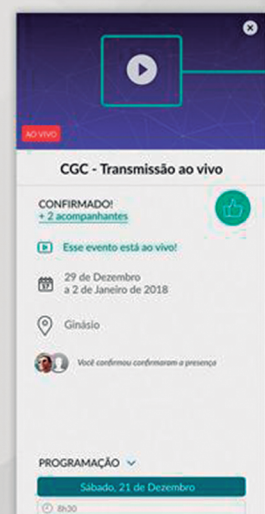 AO VIVO
CGC - Transmissão ao vivo
CONFIRMADO!
+ 2 acompanhantes
Esse evento está ao vivo!
29 de Dezembro
a 2 de Janeiro de 2018
Ginásio
Você confirmou confirmaram a presença
PROGRAMAÇÃO
Sábado, 21 de Dezembro
8h30